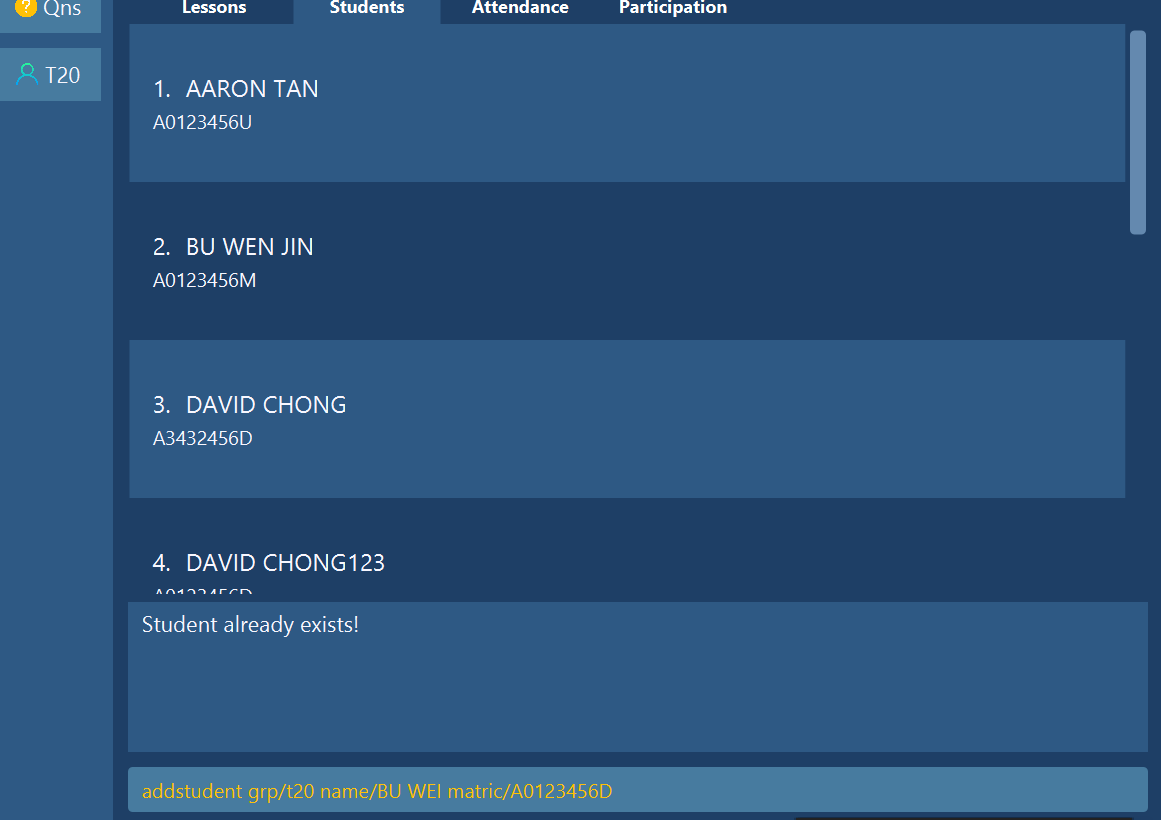 Qns
T20
Lessons Students Attendance Participation
1. AARON TAN
A0123456U
2. BU WEN JIN
A0123456M
3. DAVID CHONG
A3432456D
4. DAVID CHONG123
A0123456D
Student already exists!
addstudent grp/t20 name/BU WEI matric/A0123456D